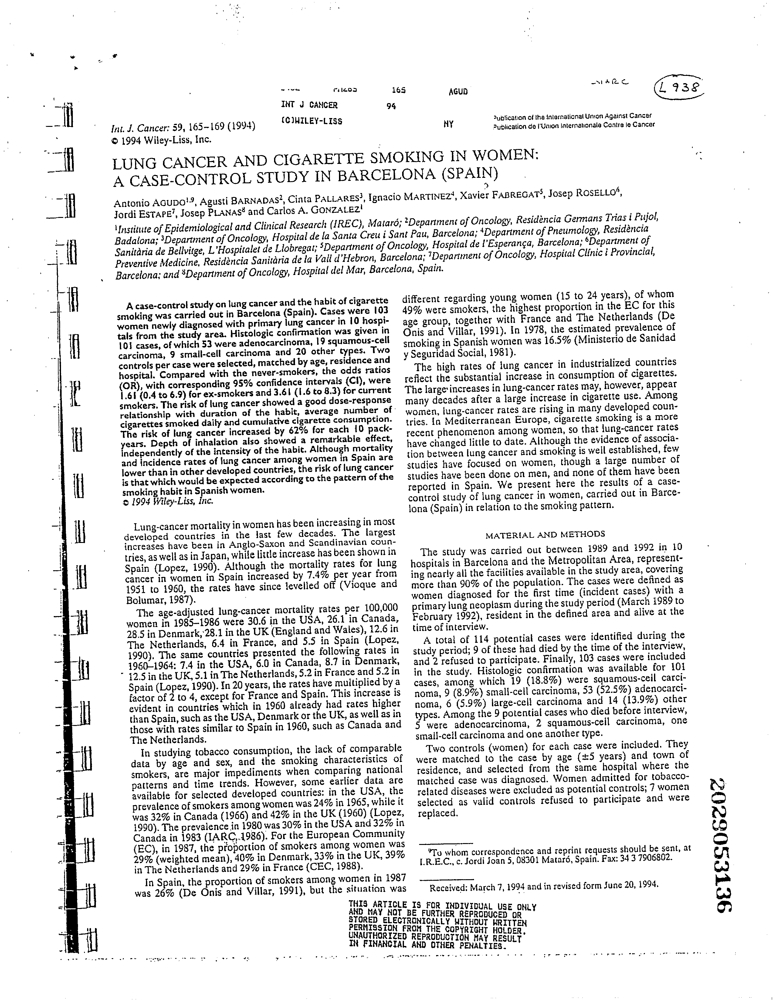 165
AGUD
L 938
INT J CANCER
94
(C)WILEY-LISS
NY
Publication of the International Union Against Cancer
Publication de l'Union Internationale Contre le Cancer
Int. J. Cancer: 59, 165–169 (1994)
© 1994 Wiley-Liss, Inc.
LUNG CANCER AND CIGARETTE SMOKING IN WOMEN:
A CASE-CONTROL STUDY IN BARCELONA (SPAIN)
Antonio AGUDO1,9, Agusti BARNADAS2, Cinta PALLARES3, Ignacio MARTINEZ4, Xavier FABREGAT5, Josep ROSELLO6,
Jordi ESTAPE7, Josep PLANAS8 and Carlos A. GONZALEZ1
1Institute of Epidemiological and Clinical Research (IREC), Mataró; 2Department of Oncology, Residència Germans Trias i Pujol,
Badalona; 3Department of Oncology, Hospital de la Santa Creu i Sant Pau, Barcelona; 4Department of Pneumology, Residència
Sanitària de Bellvitge, L'Hospitalet de Llobregat; 5Department of Oncology, Hospital de l'Esperança, Barcelona; 6Department of
Preventive Medicine, Residència Sanitària de la Vall d'Hebron, Barcelona; 7Department of Oncology, Hospital Clínic i Provincial,
Barcelona; and 8Department of Oncology, Hospital del Mar, Barcelona, Spain.
A case-control study on lung cancer and the habit of cigarette
smoking was carried out in Barcelona (Spain). Cases were 103
women newly diagnosed with primary lung cancer in 10 hospi-
tals from the study area. Histologic confirmation was given in
101 cases, of which 53 were adenocarcinoma, 19 squamous-cell
carcinoma, 9 small-cell carcinoma and 20 other types. Two
controls per case were selected, matched by age, residence and
hospital. Compared with the never-smokers, the odds ratios
(OR), with corresponding 95% confidence intervals (CI), were
1.61 (0.4 to 6.9) for ex-smokers and 3.61 (1.6 to 8.3) for current
smokers. The risk of lung cancer showed a good dose-response
relationship with duration of the habit, average number of
cigarettes smoked daily and cumulative cigarette consumption.
The risk of lung cancer increased by 62% for each 10 pack-
years. Depth of inhalation also showed a remarkable effect,
independently of the intensity of the habit. Although mortality
and incidence rates of lung cancer among women in Spain are
lower than in other developed countries, the risk of lung cancer
is that which would be expected according to the pattern of the
smoking habit in Spanish women.
© 1994 Wiley-Liss, Inc.
Lung-cancer mortality in women has been increasing in most
developed countries in the last few decades. The largest
increases have been in Anglo-Saxon and Scandinavian coun-
tries, as well as in Japan, while little increase has been shown in
Spain (Lopez, 1990). Although the mortality rates for lung
cancer in women in Spain increased by 7.4% per year from
1951 to 1960, the rates have since levelled off (Vioque and
Bolumar, 1987).
The age-adjusted lung-cancer mortality rates per 100,000
women in 1985–1986 were 30.6 in the USA, 26.1 in Canada,
28.5 in Denmark, 28.1 in the UK (England and Wales), 12.6 in
The Netherlands, 6.4 in France, and 5.5 in Spain (Lopez,
1990). The same countries presented the following rates in
1960–1964: 7.4 in the USA, 6.0 in Canada, 8.7 in Denmark,
12.5 in the UK, 5.1 in The Netherlands, 5.2 in France and 5.2 in
Spain (Lopez, 1990). In 20 years, the rates have multiplied by a
factor of 2 to 4, except for France and Spain. This increase is
evident in countries which in 1960 already had rates higher
than Spain, such as the USA, Denmark or the UK, as well as in
those with rates similar to Spain in 1960, such as Canada and
The Netherlands.
In studying tobacco consumption, the lack of comparable
data by age and sex, and the smoking characteristics of
smokers, are major impediments when comparing national
patterns and time trends. However, some earlier data are
available for selected developed countries: in the USA, the
prevalence of smokers among women was 24% in 1965, while it
was 32% in Canada (1966) and 42% in the UK (1960) (Lopez,
1990). The prevalence in 1980 was 30% in the USA and 32% in
Canada in 1983 (IARC, 1986). For the European Community
(EC), in 1987, the proportion of smokers among women was
29% (weighted mean), 40% in Denmark, 33% in the UK, 39%
in The Netherlands and 29% in France (CEC, 1988).
In Spain, the proportion of smokers among women in 1987
was 26% (De Onis and Villar, 1991), but the situation was
different regarding young women (15 to 24 years), of whom
49% were smokers, the highest proportion in the EC for this
age group, together with France and The Netherlands (De
Onis and Villar, 1991). In 1978, the estimated prevalence of
smoking in Spanish women was 16.5% (Ministerio de Sanidad
y Seguridad Social, 1981).
The high rates of lung cancer in industrialized countries
reflect the substantial increase in consumption of cigarettes.
The large increases in lung-cancer rates may, however, appear
many decades after a large increase in cigarette use. Among
women, lung-cancer rates are rising in many developed coun-
tries. In Mediterranean Europe, cigarette smoking is a more
recent phenomenon among women, so that lung-cancer rates
have changed little to date. Although the evidence of associa-
tion between lung cancer and smoking is well established, few
studies have focused on women, though a large number of
studies have been done on men, and none of them have been
reported in Spain. We present here the results of a case-
control study of lung cancer in women, carried out in Barce-
lona (Spain) in relation to the smoking pattern.
MATERIAL AND METHODS
The study was carried out between 1989 and 1992 in 10
hospitals in Barcelona and the Metropolitan Area, represent-
ing nearly all the facilities available in the study area, covering
more than 90% of the population. The cases were defined as
women diagnosed for the first time (incident cases) with a
primary lung neoplasm during the study period (March 1989 to
February 1992), resident in the defined area and alive at the
time of interview.
A total of 114 potential cases were identified during the
study period; 9 of these had died by the time of the interview,
and 2 refused to participate. Finally, 103 cases were included
in the study. Histologic confirmation was available for 101
cases, among which 19 (18.8%) were squamous-cell carci-
noma, 9 (8.9%) small-cell carcinoma, 53 (52.5%) adenocarci-
noma, 6 (5.9%) large-cell carcinoma and 14 (13.9%) other
types. Among the 9 potential cases who died before interview,
5 were adenocarcinoma, 2 squamous-cell carcinoma, one
small-cell carcinoma and one another type.
Two controls (women) for each case were included. They
were matched to the case by age (±5 years) and town of
residence, and selected from the same hospital where the
matched case was diagnosed. Women admitted for tobacco-
related diseases were excluded as potential controls; 7 women
selected as valid controls refused to participate and were
replaced.
9To whom correspondence and reprint requests should be sent, at
I.R.E.C., c. Jordi Joan 5, 08301 Mataró, Spain. Fax: 34 3 7906802.
Received: March 7, 1994 and in revised form June 20, 1994.
THIS ARTICLE IS FOR INDIVIDUAL USE ONLY
AND MAY NOT BE FURTHER REPRODUCED OR
STORED ELECTRONICALLY WITHOUT WRITTEN
PERMISSION FROM THE COPYRIGHT HOLDER.
UNAUTHORIZED REPRODUCTION MAY RESULT
IN FINANCIAL AND OTHER PENALTIES.
2029053136